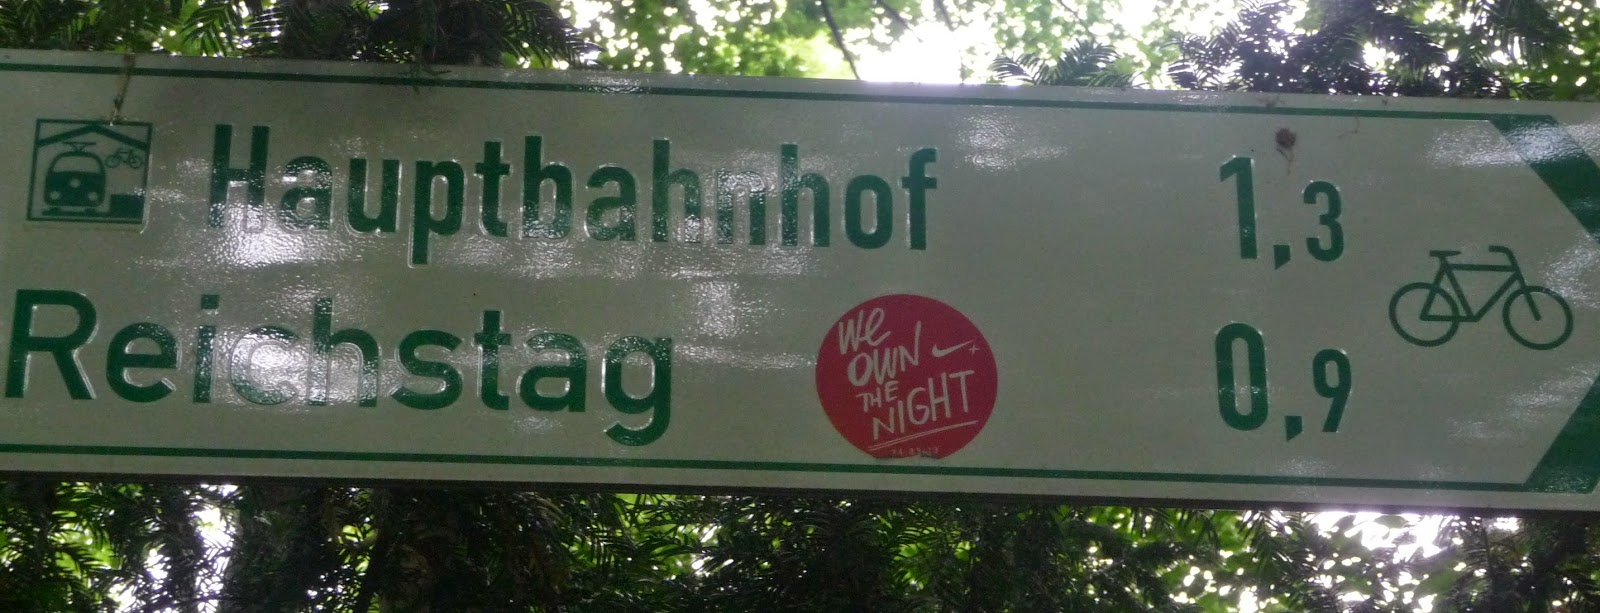 Hauptbahnhof 1,3
Reichstag 0,9
We
OWN
THE
NIGHT